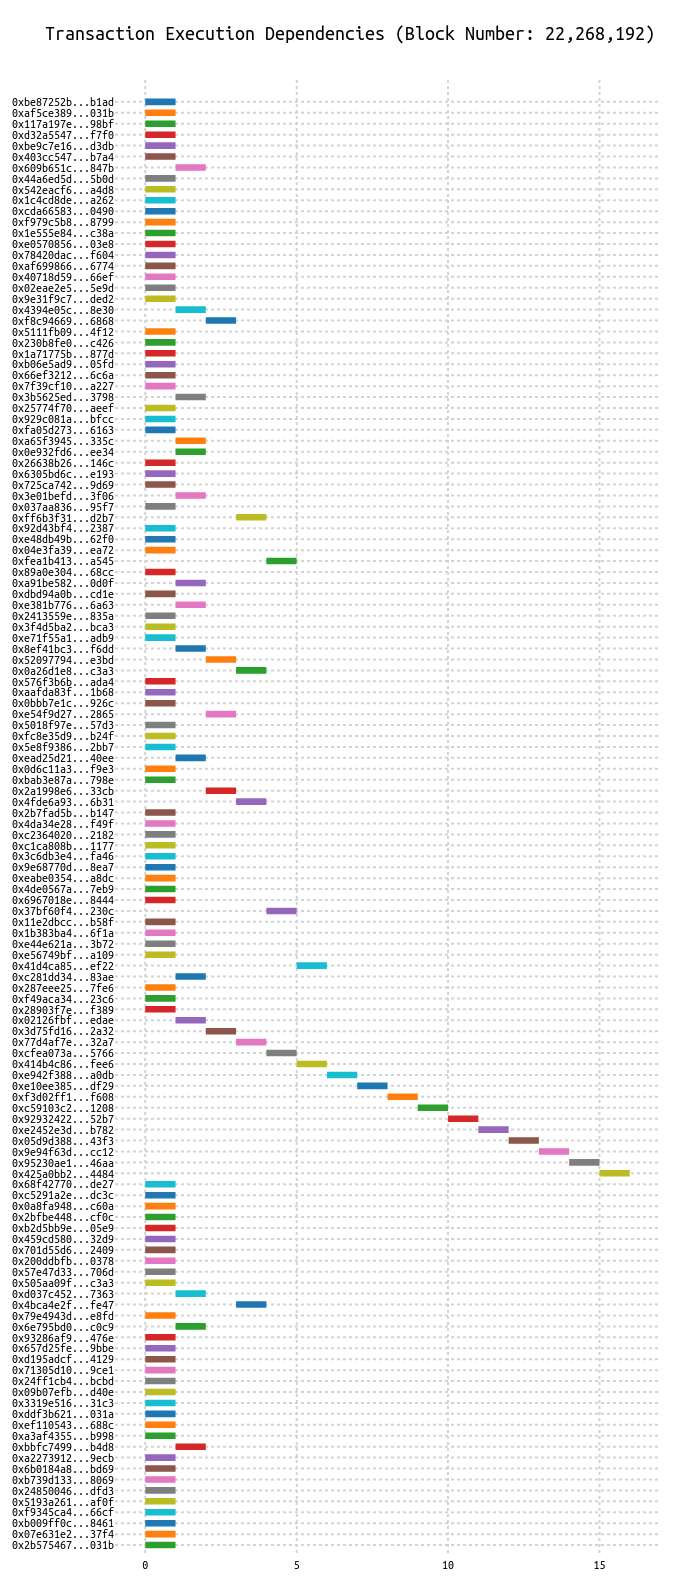 Transaction Execution Dependencies (Block Number: 22,268,192)
0xbe87252b...b1ad
0xaf5ce389...031b
0x117a197e...98bf
0xd32a5547...f7f0
0xbe9c7e16...d3db
0x403cc547...b7a4
0x609b651c...847b
0x44a6ed5d...5b0d
0x542eacf6...a4d8
0x1c4cd8de...a262
0xcda66583...0490
0xf979c5b8...8799
0x1e555e84...c38a
0xe0570856...03e8
0x78420dac...f604
0xaf699866...6774
0x40718d59...66ef
0x02eae2e5...5e9d
0x9e31f9c7...ded2
0x4394e05c...8e30
0xf8c94669...6868
0x5111fb09...4f12
0x230b8fe0...c426
0x1a71775b...877d
0xb06e5ad9...05fd
0x66ef3212...6c6a
0x7f39cf10...a227
0x3b5625ed...3798
0x25774f70...aeef
0x929c081a...bfcc
0xfa05d273...6163
0xa65f3945...335c
0x0e932fd6...ee34
0x26638b26...146c
0x6305bd6c...e193
0x725ca742...9d69
0x3e01befd...3f06
0x037aa836...95f7
0xff6b3f31...d2b7
0x92d43bf4...2387
0xe48db49b...62f0
0x04e3fa39...ea72
0xfea1b413...a545
0x89a0e304...68cc
0xa91be582...0d0f
0xdbd94a0b...cd1e
0xe381b776...6a63
0x2413559e...835a
0x3f4d5ba2...bca3
0xe71f55a1...adb9
0x8ef41bc3...f6dd
0x52097794...e3bd
0x0a26d1e8...c3a3
0x576f3b6b...ada4
0xaafda83f...1b68
0x0bbb7e1c...926c
0xe54f9d27...2865
0x5018f97e...57d3
0xfc8e35d9...b24f
0x5e8f9386...2bb7
0xead25d21...40ee
0x0d6c11a3...f9e3
0xbab3e87a...798e
0x2a1998e6...33cb
0x4fde6a93...6b31
0x2b7fad5b...b147
0x4da34e28...f49f
0xc2364020...2182
0xc1ca808b...1177
0x3c6db3e4...fa46
0x9e68770d...8ea7
0xeabe0354...a8dc
0x4de0567a...7eb9
0x6967018e...8444
0x37bf60f4...230c
0x11e2dbcc...b58f
0x1b383ba4...6f1a
0xe44e621a...3b72
0xe56749bf...a109
0x41d4ca85...ef22
0xc281dd34...83ae
0x287eee25...7fe6
0xf49aca34...23c6
0x28903f7e...f389
0x02126fbf...edae
0x3d75fd16...2a32
0x77d4af7e...32a7
0xcfea073a...5766
0x414b4c86...fee6
0xe942f388...a0db
0xe10ee385...df29
0xf3d02ff1...f608
0xc59103c2...1208
0x92932422...52b7
0xe2452e3d...b782
0x05d9d388...43f3
0x9e94f63d...cc12
0x95230ae1...46aa
0x425a0bb2...4484
0x68f42770...de27
0xc5291a2e...dc3c
0x0a8fa948...c60a
0x2bfbe448...cf0c
0xb2d5bb9e...05e9
0x459cd580...32d9
0x701d55d6...2409
0x200ddbfb...0378
0x57e47d33...706d
0x505aa09f...c3a3
0xd037c452...7363
0x4bca4e2f...fe47
0x79e4943d...e8fd
0x6e795bd0...c0c9
0x93286af9...476e
0x657d25fe...9bbe
0xd195adcf...4129
0x71305d10...9ce1
0x24ff1cb4...bcbd
0x09b07efb...d40e
0x3319e516...31c3
0xddf3b621...031a
0xef110543...688c
0xa3af4355...b998
0xbbfc7499...b4d8
0xa2273912...9ecb
0x6b0184a8...bd69
0xb739d133...8069
0x24850046...dfd3
0x5193a261...af0f
0xf9345ca4...66cf
0xb009ff0c...8461
0x07e631e2...37f4
0x2b575467...031b
0 5 10 15